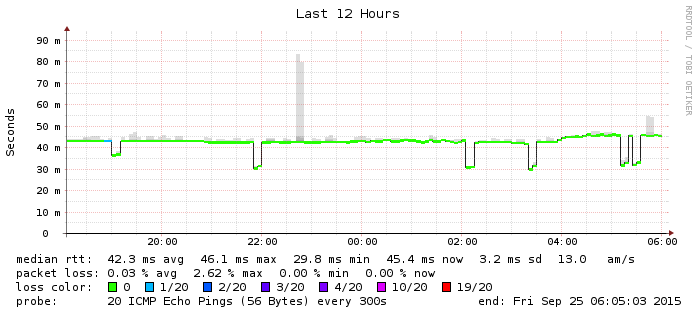 Last 12 Hours
RRDTOOL / TOBI OETIKER
Seconds
90 m
80 m
70 m
60 m
50 m
40 m
30 m
20 m
10 m
0
20:00 22:00 00:00 02:00 04:00 06:00
median rtt: 42.3 ms avg 46.1 ms max 29.8 ms min 45.4 ms now 3.2 ms sd 13.0 am/s
packet loss: 0.03 % avg 2.62 % max 0.00 % min 0.00 % now
loss color: 0 1/20 2/20 3/20 4/20 10/20 19/20
probe: 20 ICMP Echo Pings (56 Bytes) every 300s end: Fri Sep 25 06:05:03 2015